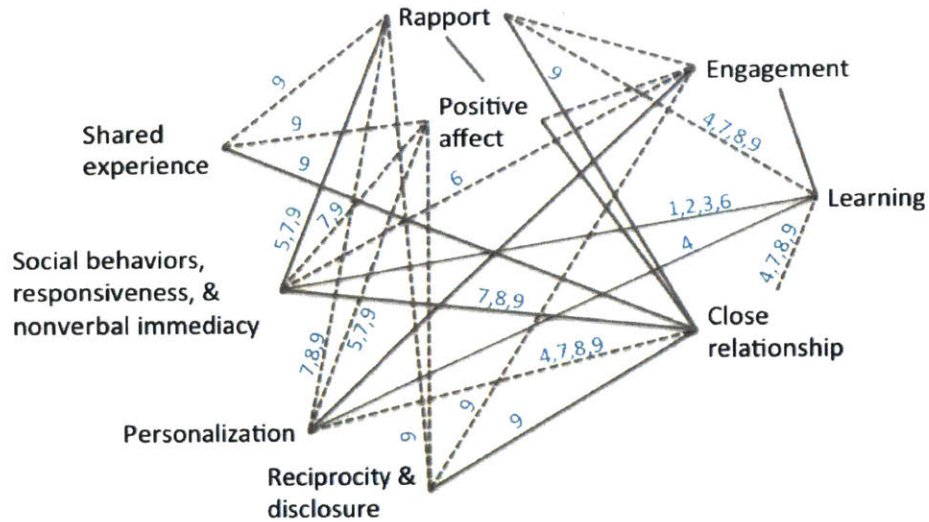 Rapport
Engagement
9
9
Positive
affect
Shared
experience
9
9
4,7,8,9
6
Learning
1,2,3,6
5,7,9
7,9
4
4,7,8,9
Social behaviors,
responsiveness, &
nonverbal immediacy
7,8,9
Close
relationship
7,8,9
5,7,9
4,7,8,9
Personalization
9
9
9
Reciprocity &
disclosure